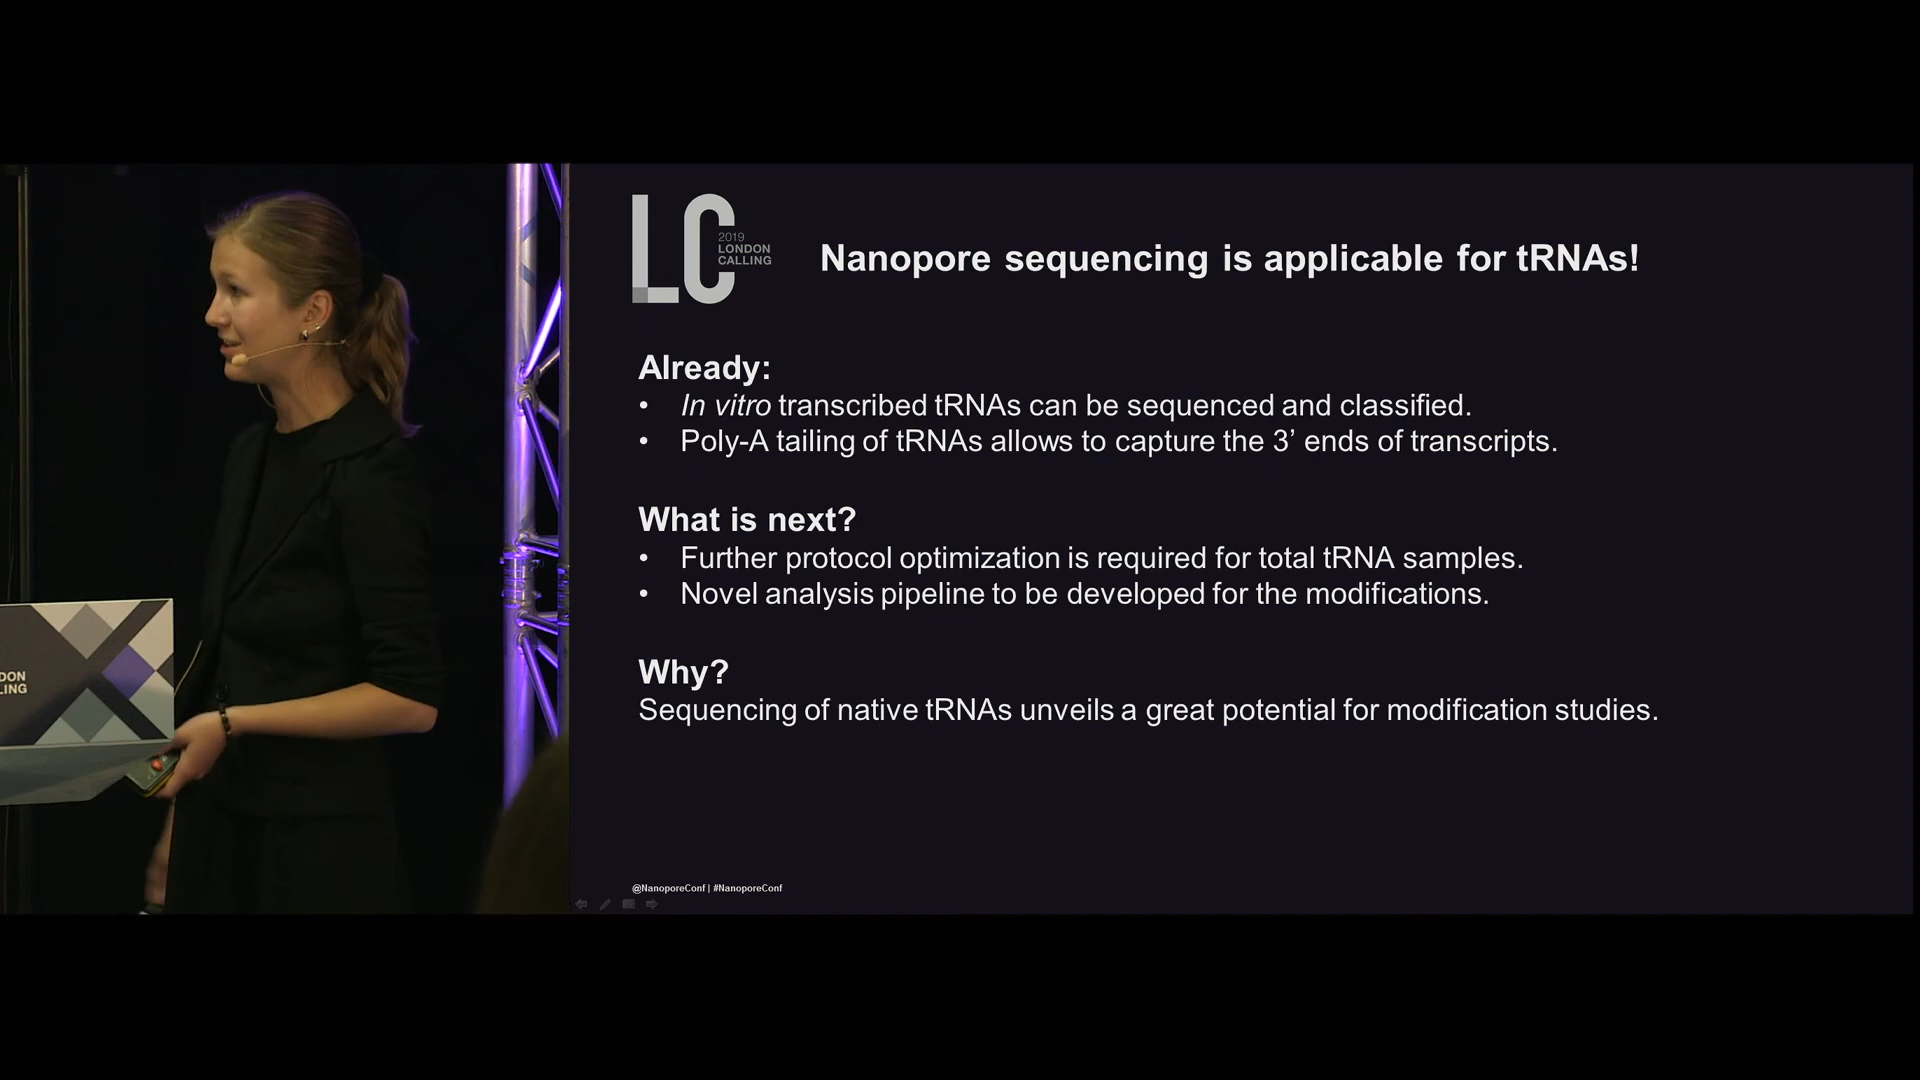 2019
LONDON
CALLING
LC
Nanopore sequencing is applicable for tRNAs!
Already:
• In vitro transcribed tRNAs can be sequenced and classified.
• Poly-A tailing of tRNAs allows to capture the 3’ ends of transcripts.
What is next?
• Further protocol optimization is required for total tRNA samples.
• Novel analysis pipeline to be developed for the modifications.
Why?
Sequencing of native tRNAs unveils a great potential for modification studies.
@NanoporeConf | #NanoporeConf
DON
LING